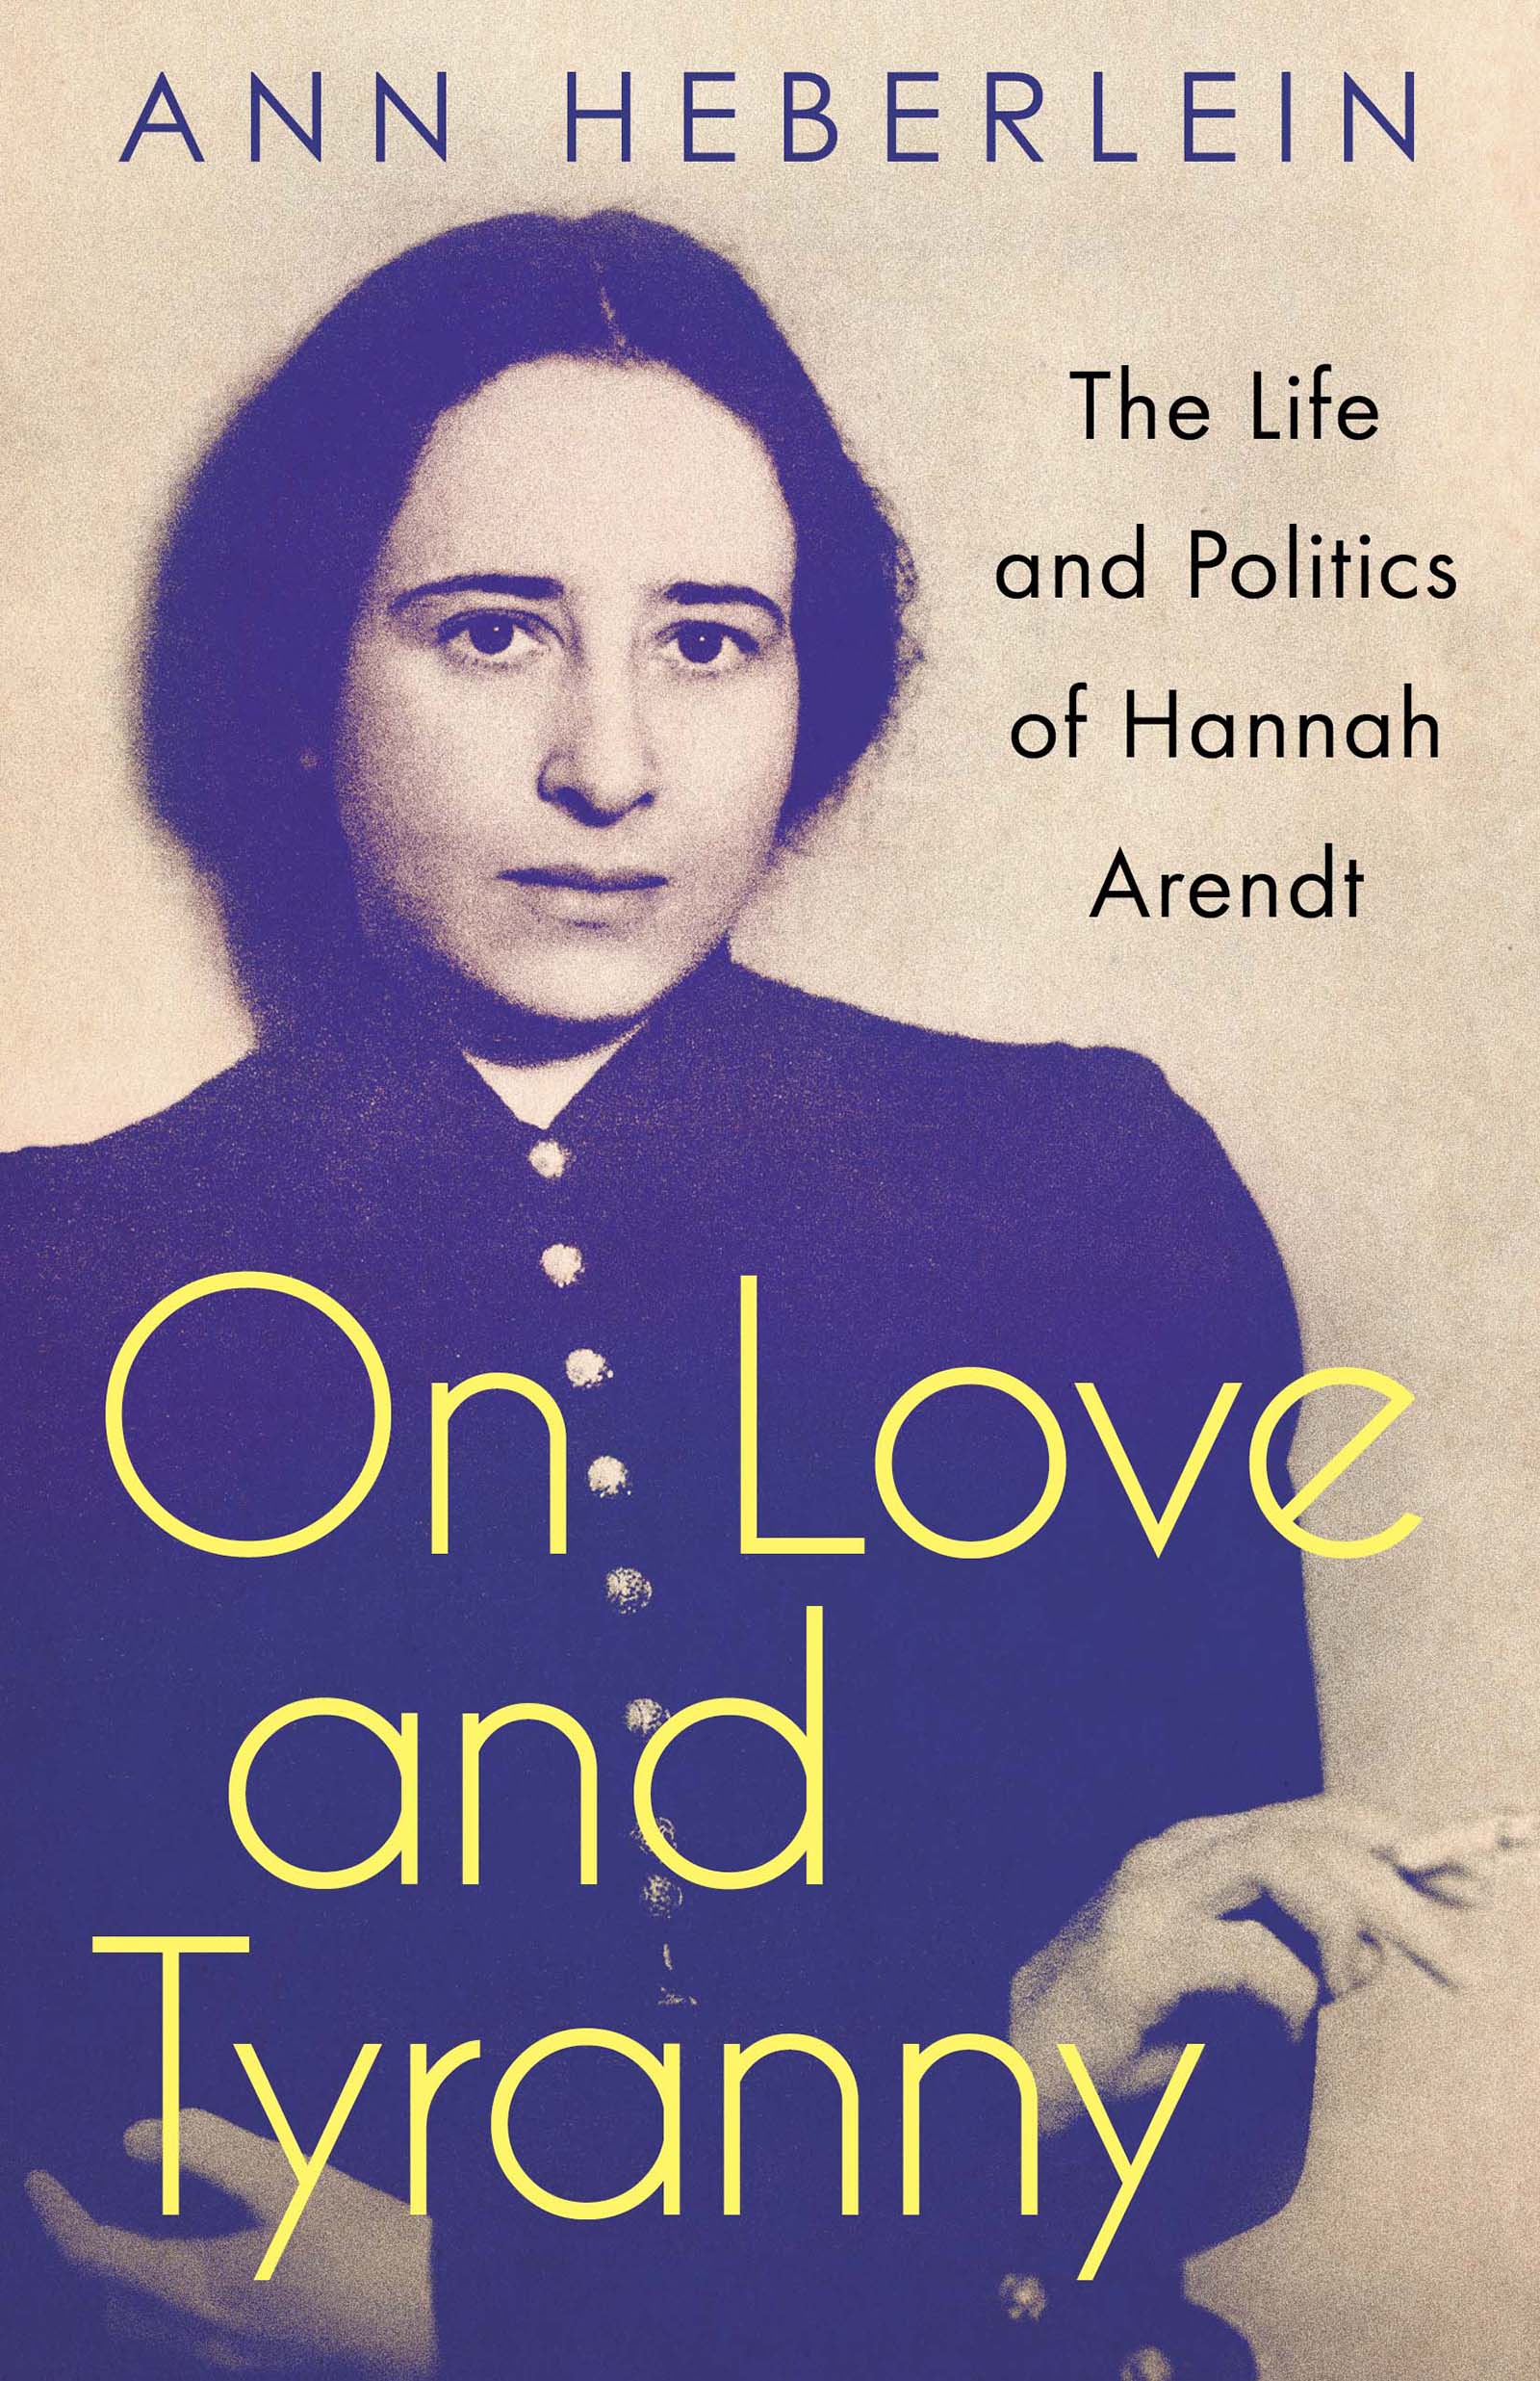 ANN HEBERLEIN
The Life
and Politics
of Hannah
Arendt
On Love
and
Tyranny